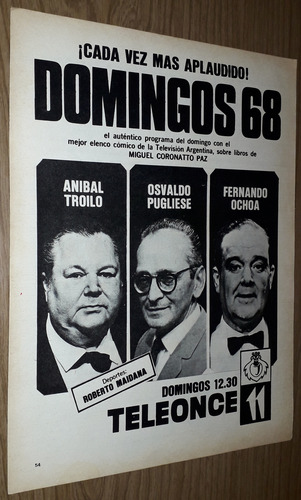 ¡CADA VEZ MAS APLAUDIDO!
DOMINGOS 68
el auténtico programa del domingo con el
mejor elenco cómico de la Televisión Argentina, sobre libros de
MIGUEL CORONATTO PAZ
ANIBAL
TROILO
OSVALDO
PUGLIESE
FERNANDO
OCHOA
Deportes:
ROBERTO MAIDANA
DOMINGOS 12.30
TELEONCE 11
54